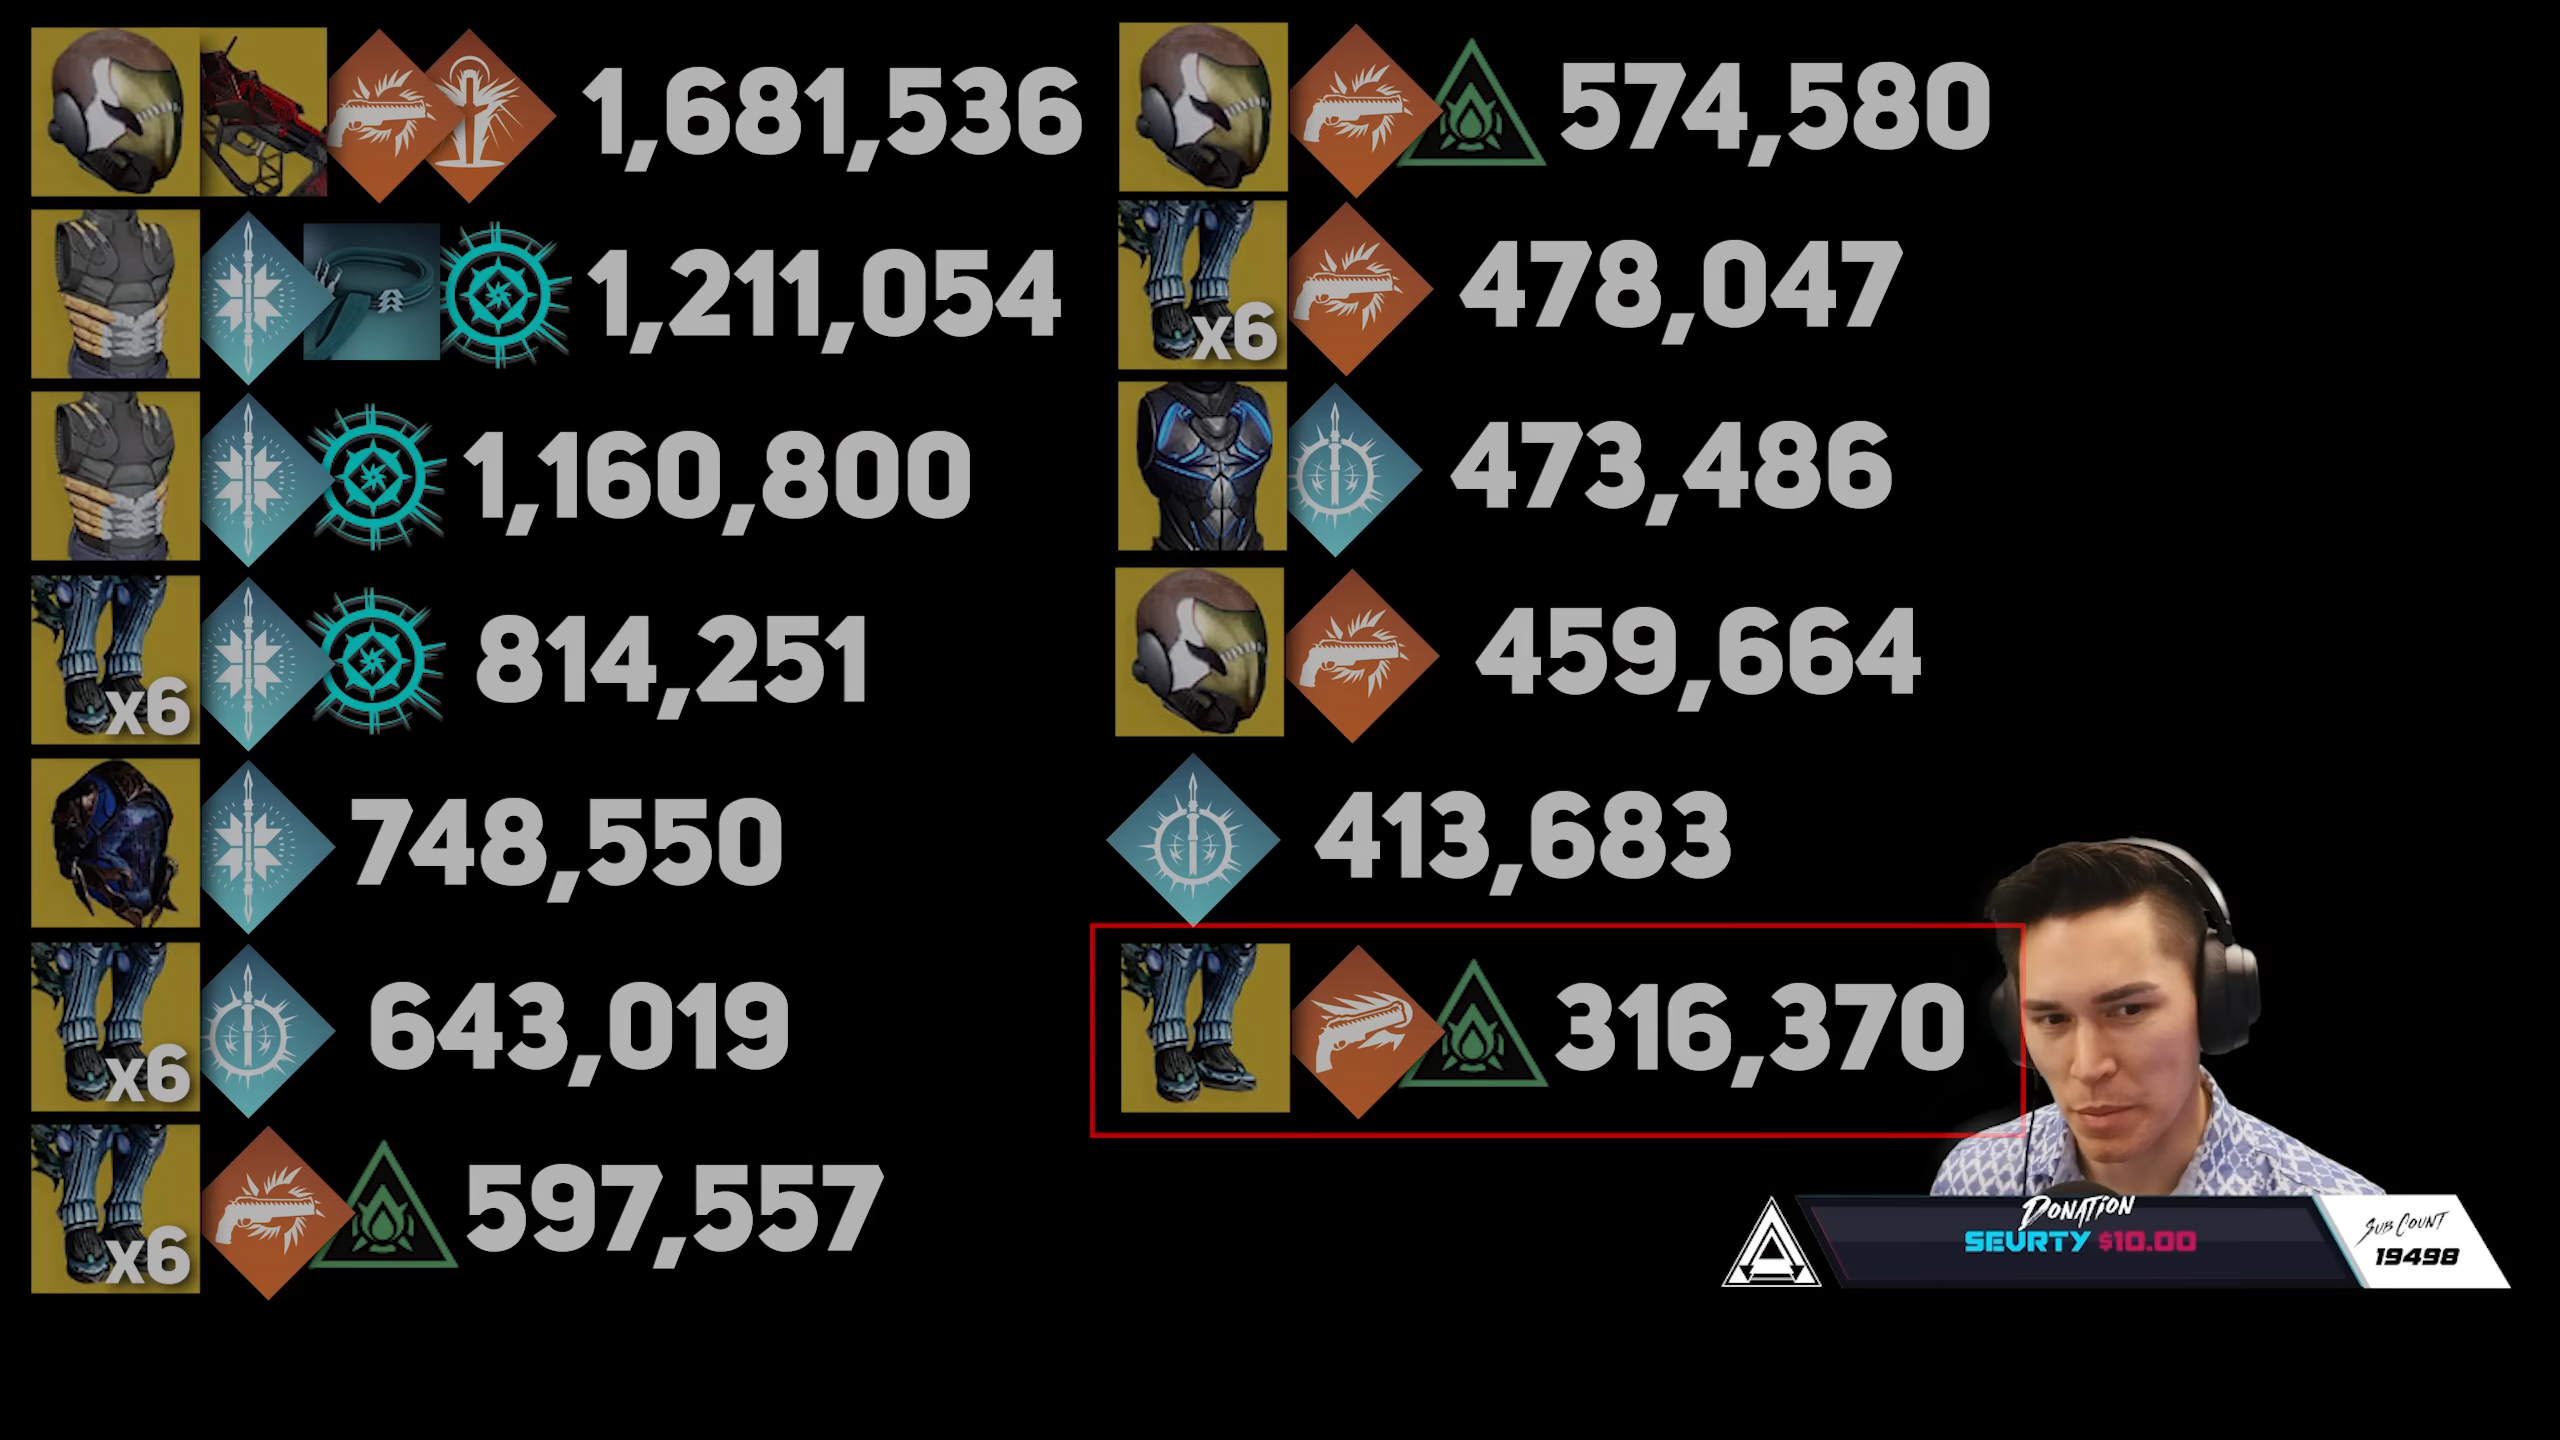 1,681,536
1,211,054
1,160,800
x6
814,251
748,550
x6
643,019
x6
597,557
574,580
x6
478,047
473,486
459,664
413,683
316,370
DONATION
SEVRTY $10.00
SUB COUNT
19498